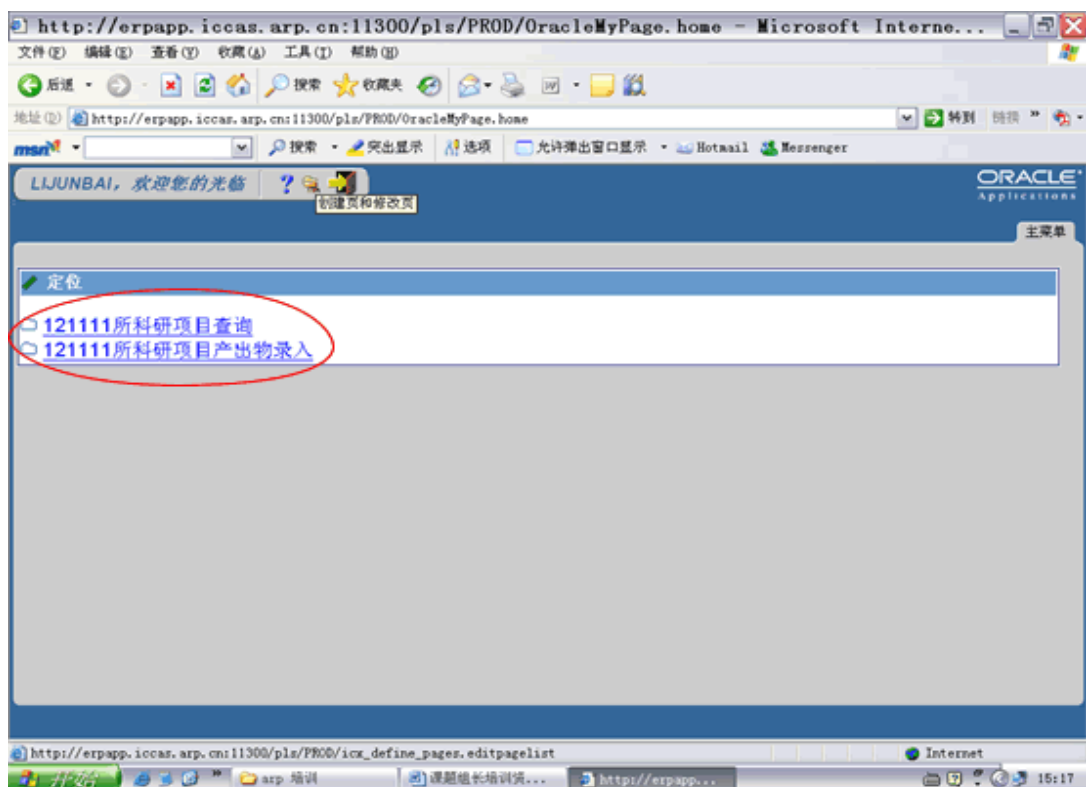 http://erpapp.iccas.arp.cn:11300/pls/PROD/OracleMyPage.home - Microsoft Interne...
文件(F) 编辑(E) 查看(V) 收藏(A) 工具(T) 帮助(H)
后退 搜索 收藏夹
地址(D) http://erpapp.iccas.arp.cn:11300/pls/PROD/OracleMyPage.home 转到 链接 »
msn 搜索 突出显示 选项 允许弹出窗口显示 Hotmail Messenger
LIJUNBAI，欢迎您的光临 ?
ORACLE
Applications
创建页和修改页
主菜单
定位
121111所科研项目查询
121111所科研项目产出物录入
http://erpapp.iccas.arp.cn:11300/pls/PROD/icx_define_pages.editpagelist Internet
开始 » arp 培训 课题组长培训资... http://erpapp... 15:17